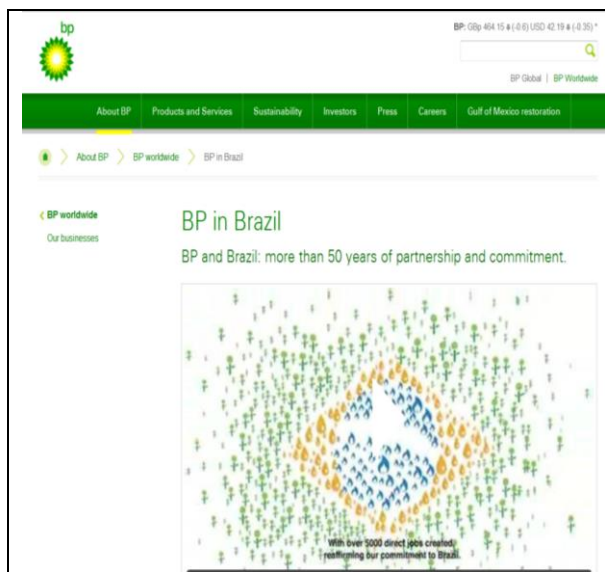 bp
BP: GBp 464.15 (-0.6) USD 42.19 (-0.35) *
BP Global | BP Worldwide
About BP Products and Services Sustainability Investors Press Careers Gulf of Mexico restoration
About BP BP worldwide BP in Brazil
BP worldwide
Our businesses
BP in Brazil
BP and Brazil: more than 50 years of partnership and commitment.
With over 5000 direct jobs created,
reaffirming our commitment to Brazil.